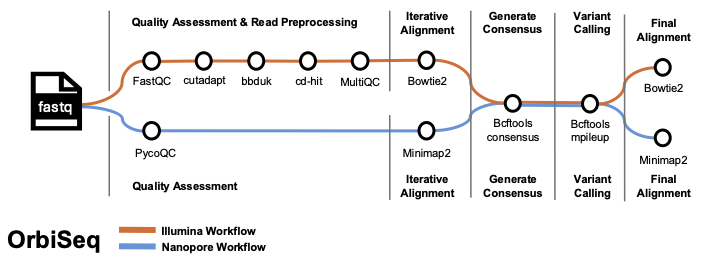 Quality Assessment & Read Preprocessing
Iterative
Alignment
Generate
Consensus
Variant
Calling
Final
Alignment
fastq
FastQC
cutadapt
bbduk
cd-hit
MultiQC
Bowtie2
Bcftools
consensus
Bcftools
mpileup
Bowtie2
PycoQC
Minimap2
Minimap2
Quality Assessment
Iterative
Alignment
Generate
Consensus
Variant
Calling
Final
Alignment
OrbiSeq
Illumina Workflow
Nanopore Workflow